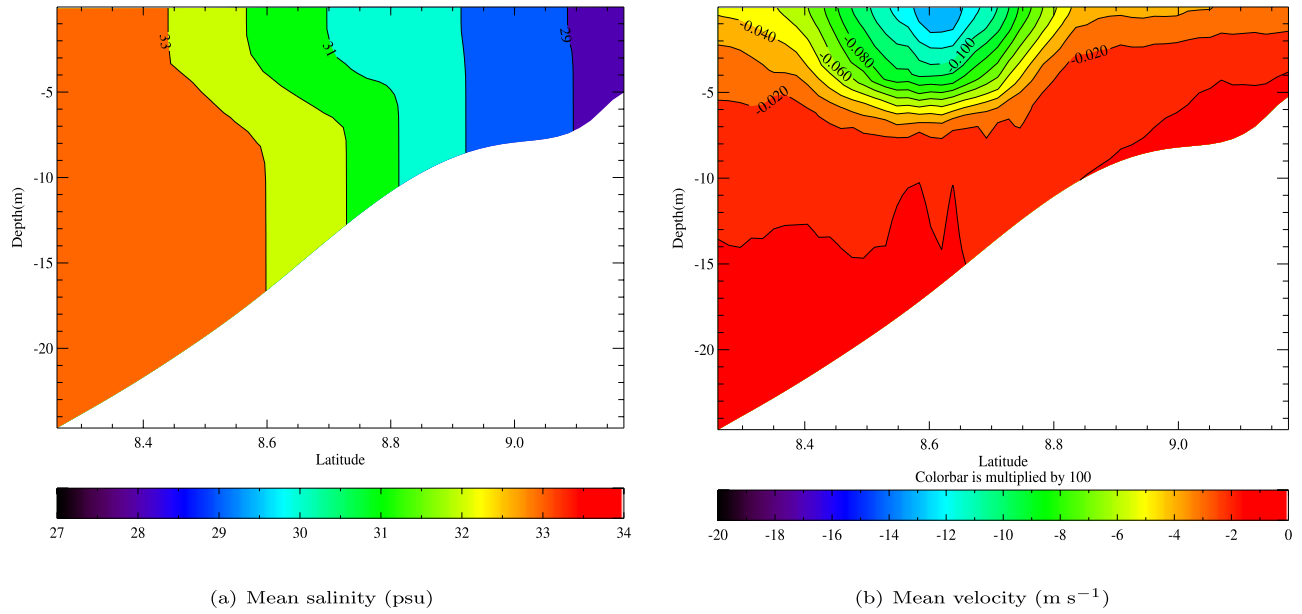 33
31
29
-5
-10
-15
-20
Depth(m)
8.4 8.6 8.8 9.0
Latitude
27 28 29 30 31 32 33 34
(a) Mean salinity (psu)
-0.040
-0.080
-0.100
-0.060
-0.020
-0.020
-5
-10
-15
-20
Depth(m)
8.4 8.6 8.8 9.0
Latitude
Colorbar is multiplied by 100
-20 -18 -16 -14 -12 -10 -8 -6 -4 -2 0
(b) Mean velocity (m s⁻¹)